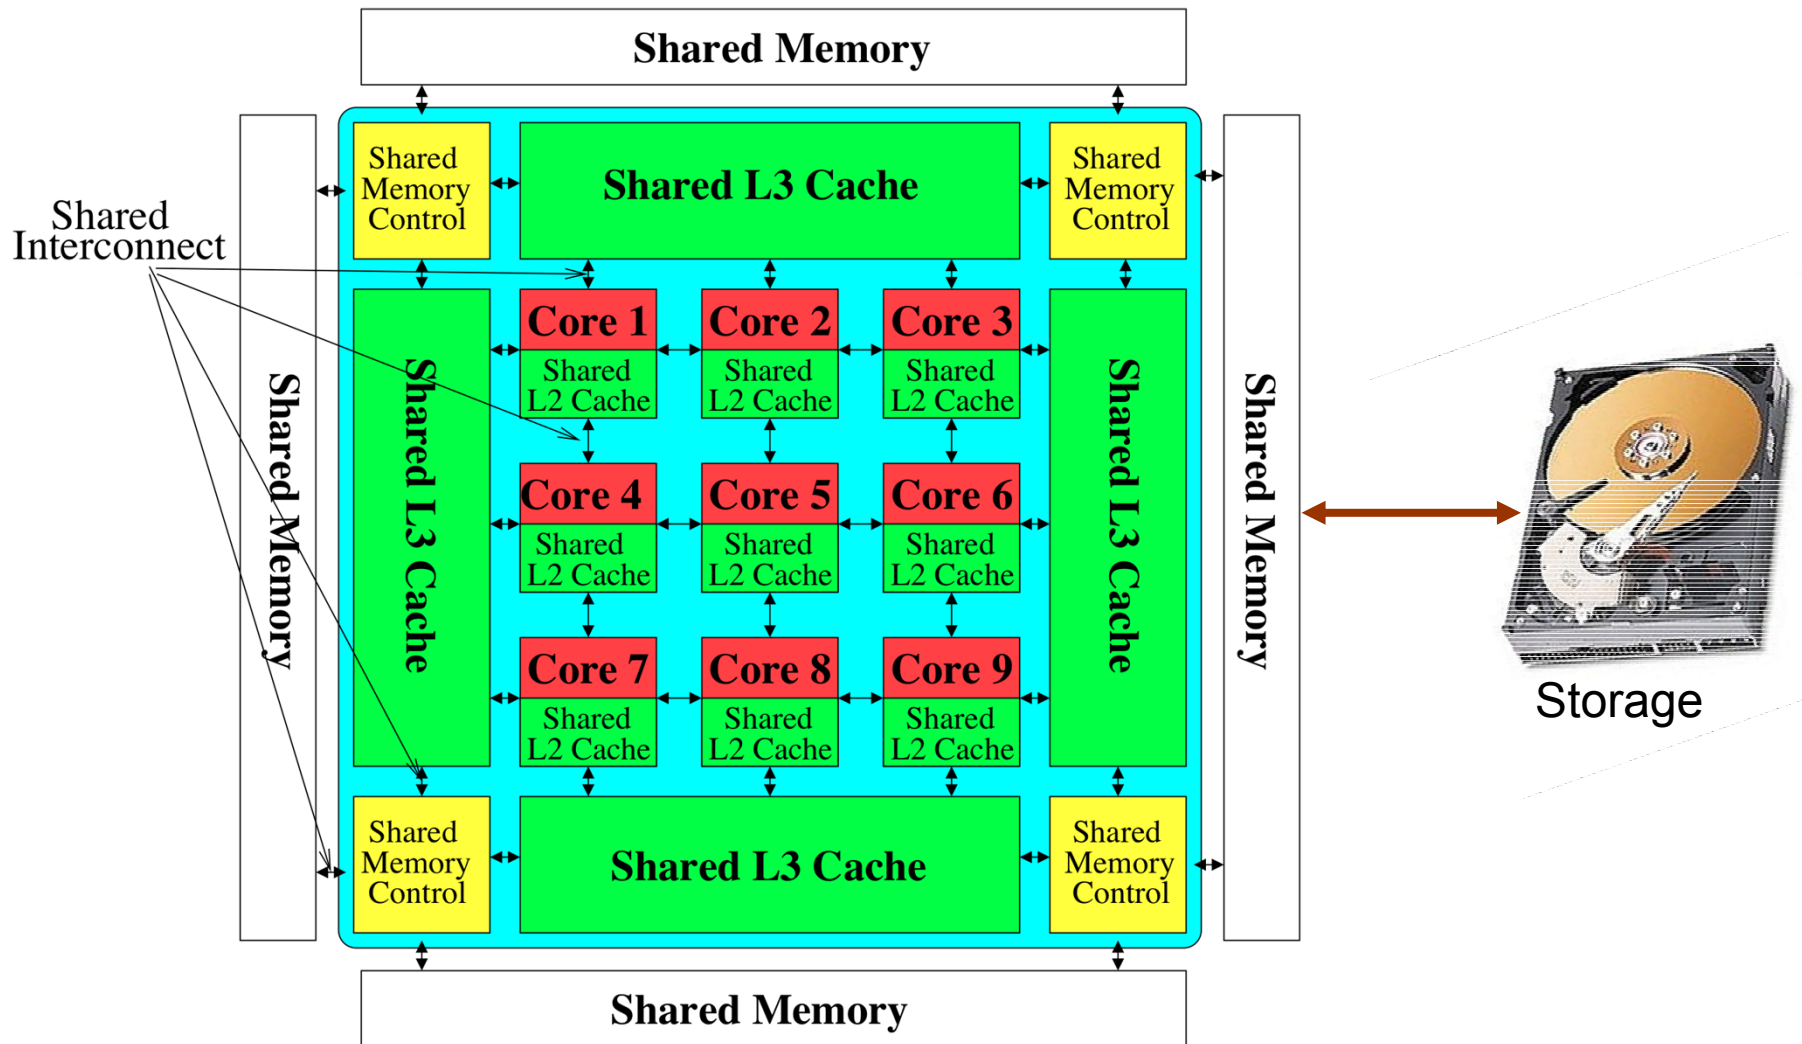 Shared Memory
Shared
Memory
Control
Shared L3 Cache
Shared
Memory
Control
Shared
Interconnect
Shared Memory
Shared L3 Cache
Core 1
Shared
L2 Cache
Core 2
Shared
L2 Cache
Core 3
Shared
L2 Cache
Core 4
Shared
L2 Cache
Core 5
Shared
L2 Cache
Core 6
Shared
L2 Cache
Core 7
Shared
L2 Cache
Core 8
Shared
L2 Cache
Core 9
Shared
L2 Cache
Shared L3 Cache
Shared Memory
Storage
Shared
Memory
Control
Shared L3 Cache
Shared
Memory
Control
Shared Memory